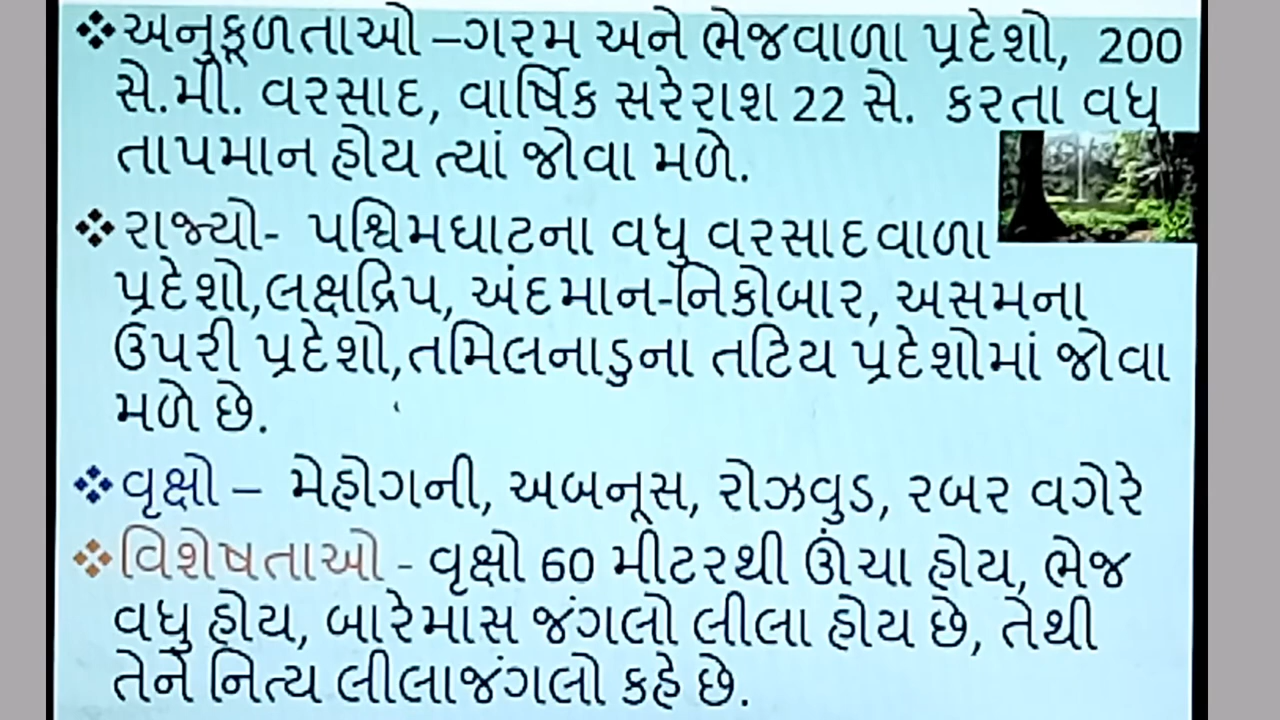 ❖અનુકૂળતાઓ –ગરમ અને ભેજવાળા પ્રદેશો, 200
સે.મી. વરસાદ, વાર્ષિક સરેરાશ 22 સે. કરતા વધુ
તાપમાન હોય ત્યાં જોવા મળે.
❖રાજ્યો- પશ્ચિમઘાટના વધુ વરસાદવાળા
પ્રદેશો,લક્ષદ્રિપ, અંદમાન-નિકોબાર, અસમના
ઉપરી પ્રદેશો,તમિલનાડુના તટિય પ્રદેશોમાં જોવા
મળે છે.
❖વૃક્ષો – મેહોગની, અબનૂસ, રોઝવુડ, રબર વગેરે
❖વિશેષતાઓ - વૃક્ષો 60 મીટરથી ઊંચા હોય, ભેજ
વધુ હોય, બારેમાસ જંગલો લીલા હોય છે, તેથી
તેને નિત્ય લીલાજંગલો કહે છે.